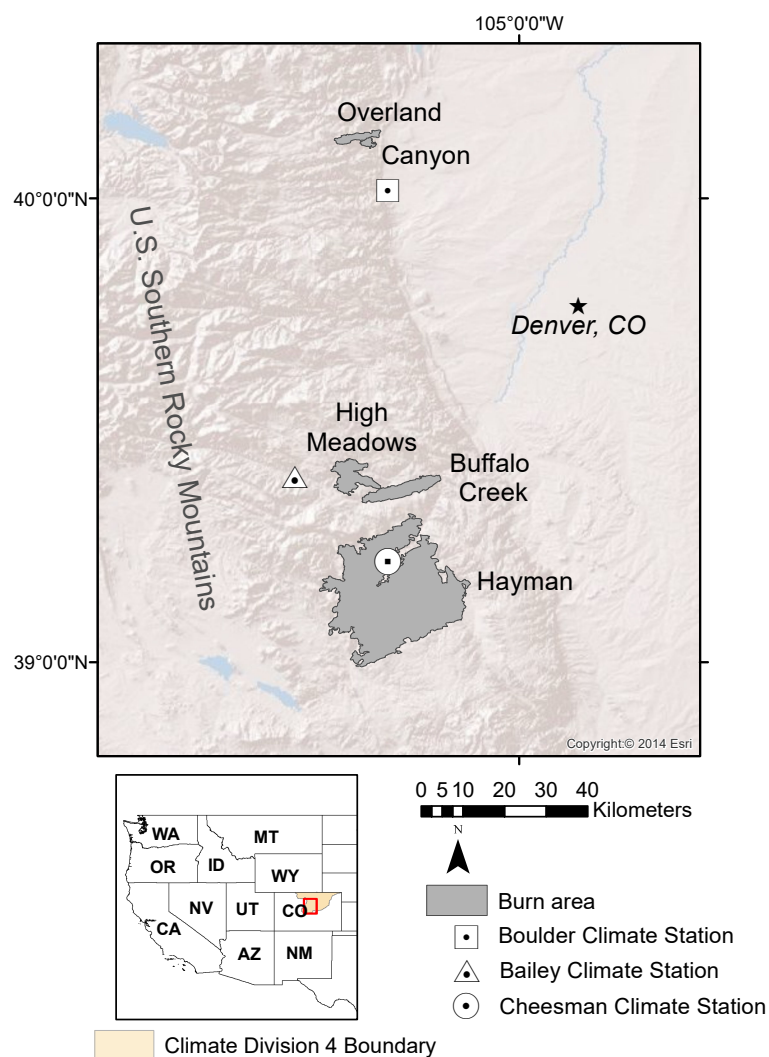 105°0'0"W
Overland
Canyon
40°0'0"N
U.S. Southern Rocky Mountains
Denver, CO
High
Meadows
Buffalo
Creek
Hayman
39°0'0"N
Copyright:© 2014 Esri
0 5 10 20 30 40
Kilometers
N
WA
MT
OR
ID
WY
NV
UT
CO
CA
AZ
NM
Burn area
Boulder Climate Station
Bailey Climate Station
Cheesman Climate Station
Climate Division 4 Boundary